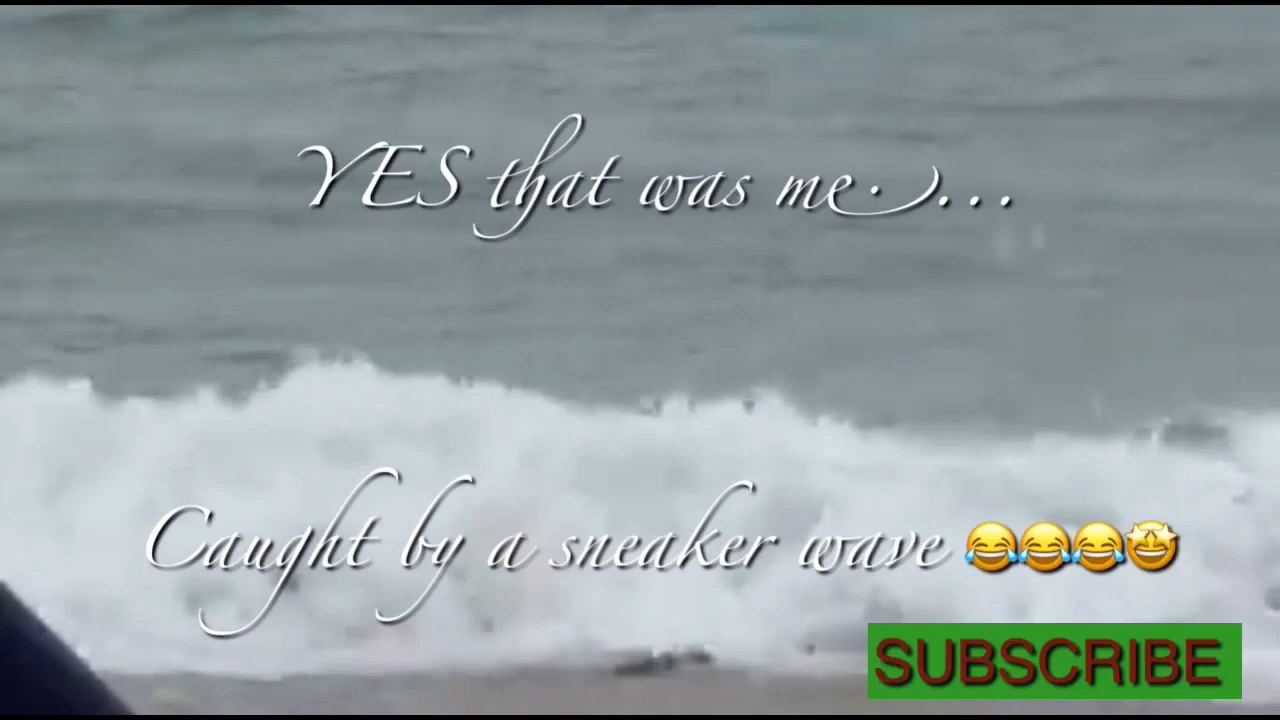 YES that was me....
Caught by a sneaker wave 😂😂😂🤩
SUBSCRIBE